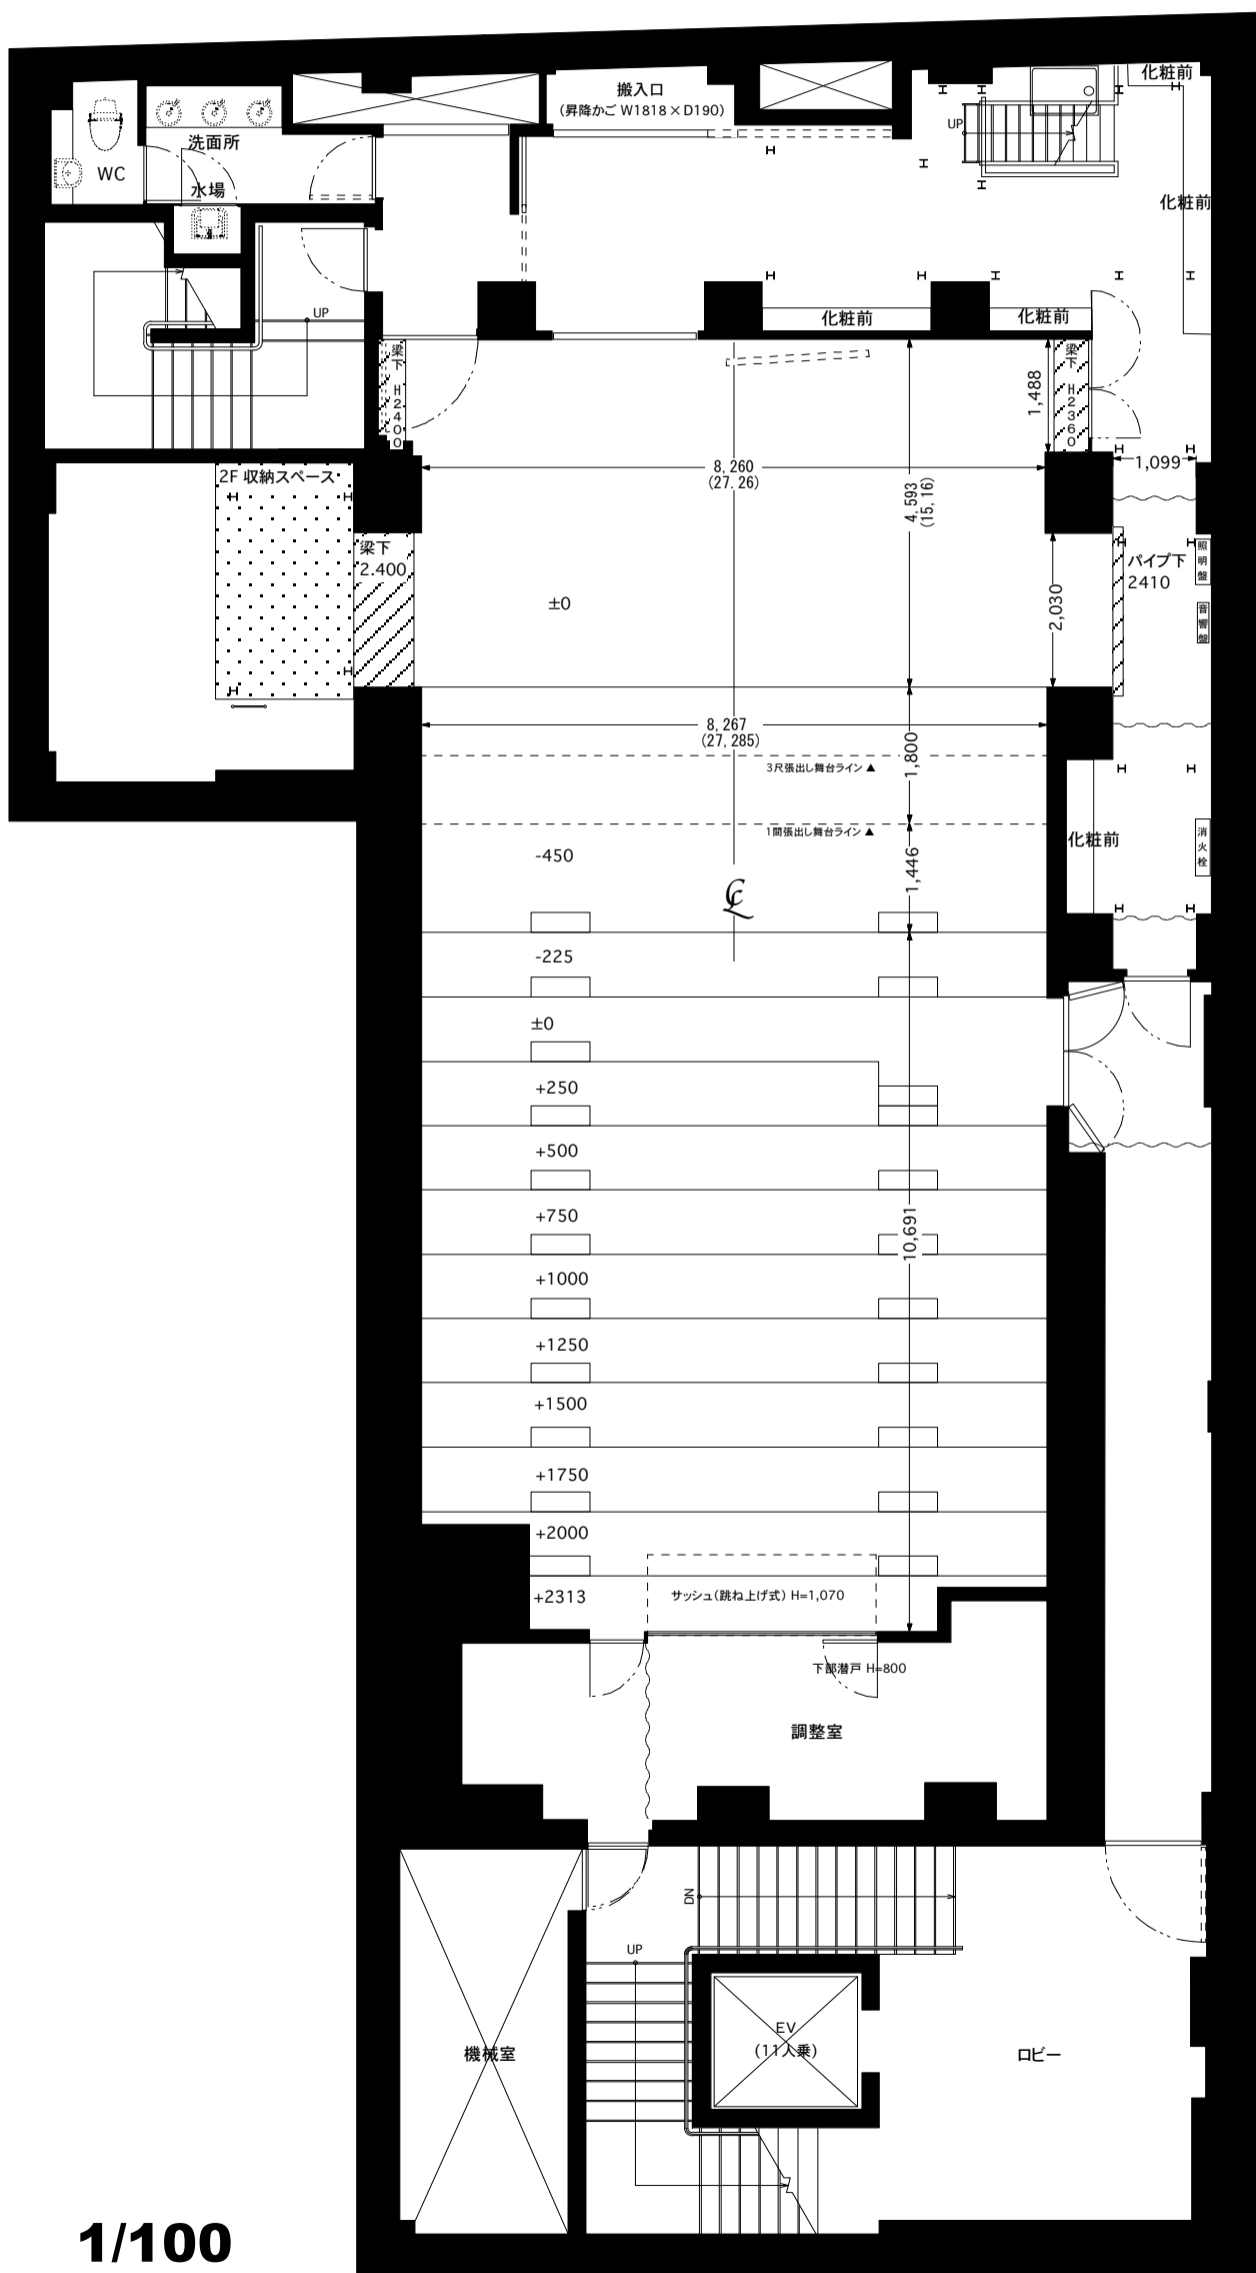 化粧前
搬入口
(昇降かご W1818×D190)
UP
洗面所
WC
水場
化粧前
UP
化粧前
化粧前
梁下 H2400
梁下 H2360
1,488
1,099
8,260
(27.26)
4,593
(15,16)
2F 収納スペース
梁下
2.400
パイプ下
2410
照明盤
音響盤
±0
2,030
8,267
(27,285)
1,800
3尺張出し舞台ライン ▲
1間張出し舞台ライン ▲
化粧前
消火栓
-450
1,446
CL
-225
±0
+250
+500
+750
10,691
+1000
+1250
+1500
+1750
+2000
+2313
サッシュ(跳ね上げ式) H=1,070
下部潜戸 H=800
調整室
DN
UP
EV
(11人乗)
機械室
ロビー
1/100